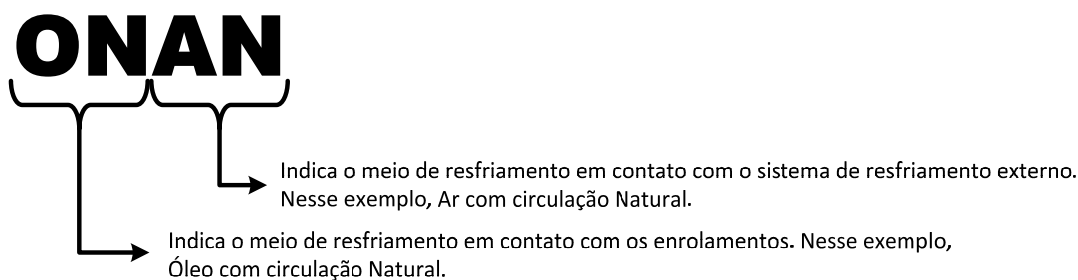 ONAN
Indica o meio de resfriamento em contato com o sistema de resfriamento externo.
Nesse exemplo, Ar com circulação Natural.
Indica o meio de resfriamento em contato com os enrolamentos. Nesse exemplo,
Óleo com circulação Natural.